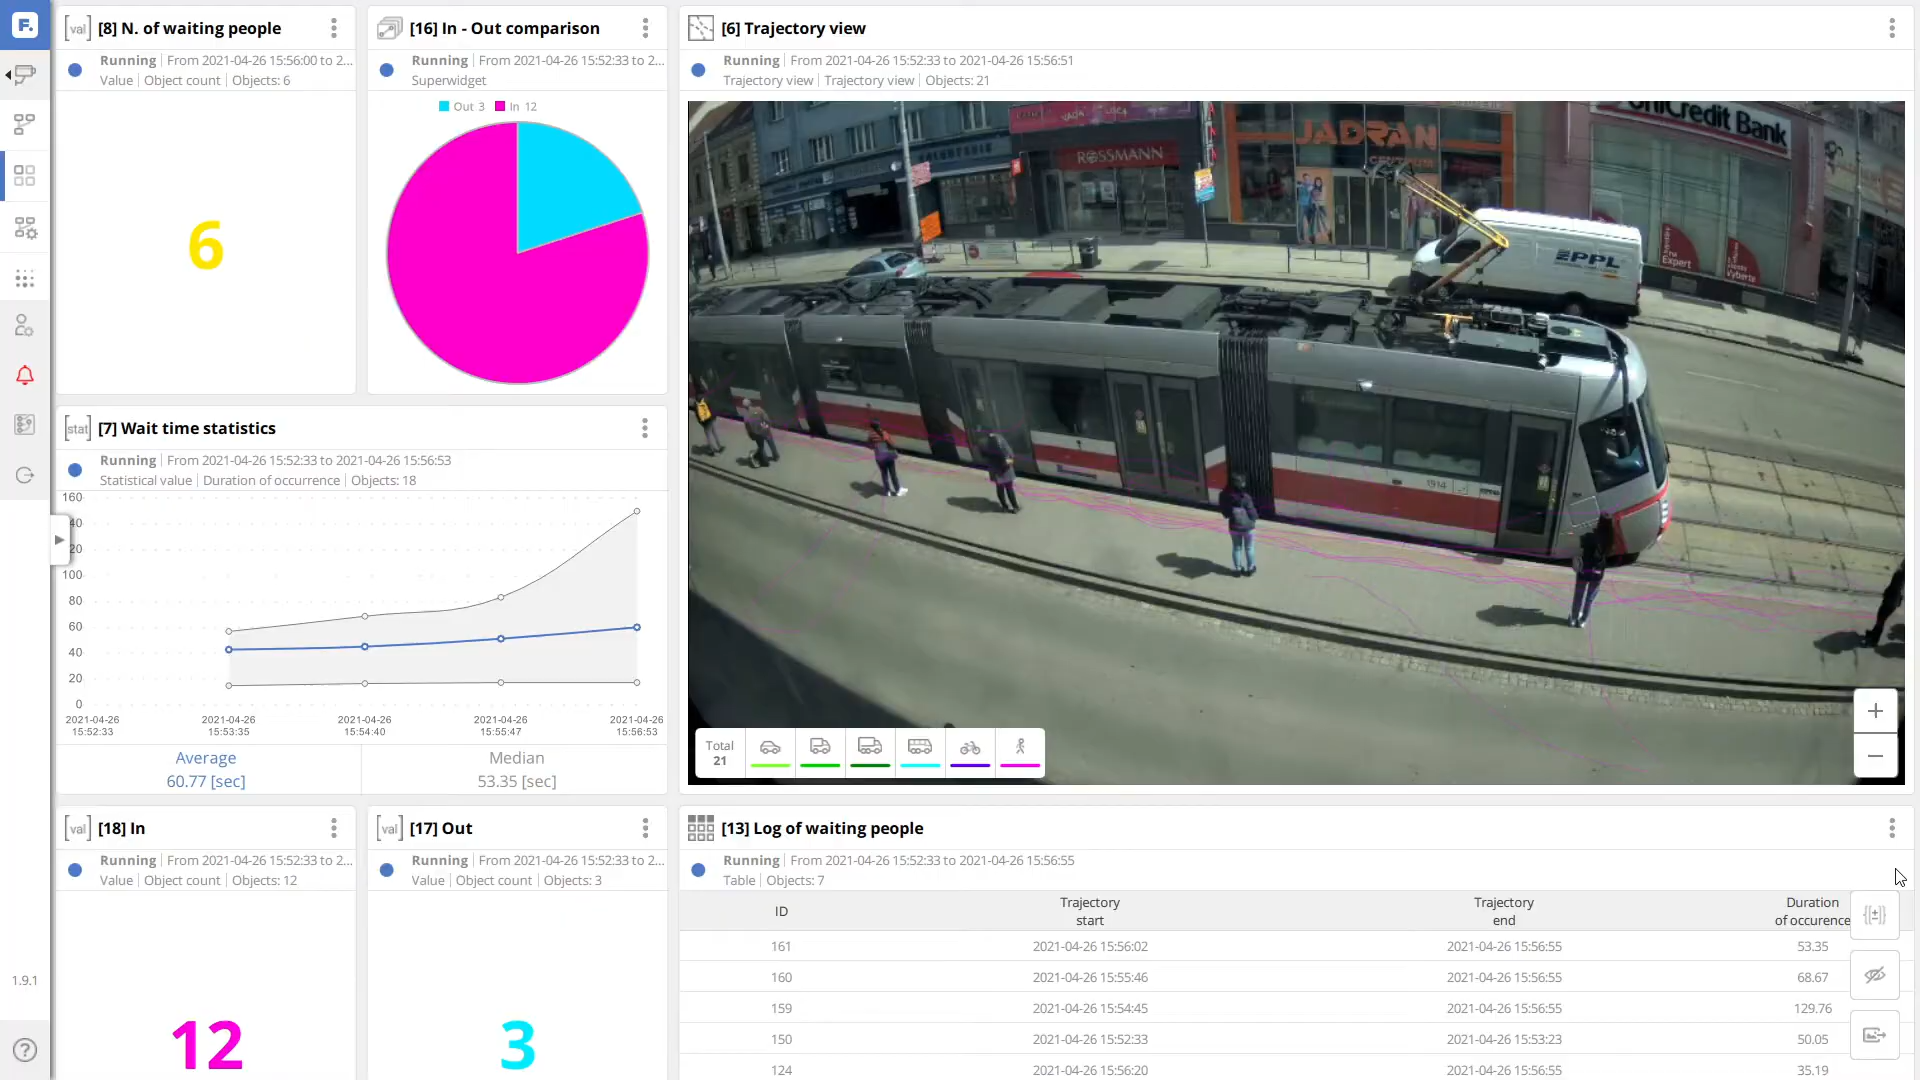 F.
[val] [8] N. of waiting people
Running | From 2021-04-26 15:56:00 to 2...
Value | Object count | Objects: 6
6
[16] In - Out comparison
Running | From 2021-04-26 15:52:33 to 2...
Superwidget
Out 3 In 12
[6] Trajectory view
Running | From 2021-04-26 15:52:33 to 2021-04-26 15:56:51
Trajectory view | Trajectory view | Objects: 21
UniCredit Bank
JADRAN
CENTRUM
ROSSMANN
PPL
1914
Expert
Vyberte
Total
21
+
−
[stat] [7] Wait time statistics
Running | From 2021-04-26 15:52:33 to 2021-04-26 15:56:53
Statistical value | Duration of occurrence | Objects: 18
160
40
20
100
80
60
40
20
0
2021-04-26 15:52:33
2021-04-26 15:53:35
2021-04-26 15:54:40
2021-04-26 15:55:47
2021-04-26 15:56:53
Average
60.77 [sec]
Median
53.35 [sec]
[val] [18] In
Running | From 2021-04-26 15:52:33 to 2...
Value | Object count | Objects: 12
12
[val] [17] Out
Running | From 2021-04-26 15:52:33 to 2...
Value | Object count | Objects: 3
3
[13] Log of waiting people
Running | From 2021-04-26 15:52:33 to 2021-04-26 15:56:55
Table | Objects: 7
ID Trajectory start Trajectory end Duration of occurence
161 2021-04-26 15:56:02 2021-04-26 15:56:55 53.35
160 2021-04-26 15:55:46 2021-04-26 15:56:55 68.67
159 2021-04-26 15:54:45 2021-04-26 15:56:55 129.76
150 2021-04-26 15:52:33 2021-04-26 15:53:23 50.05
124 2021-04-26 15:56:20 2021-04-26 15:56:55 35.19
1.9.1
?